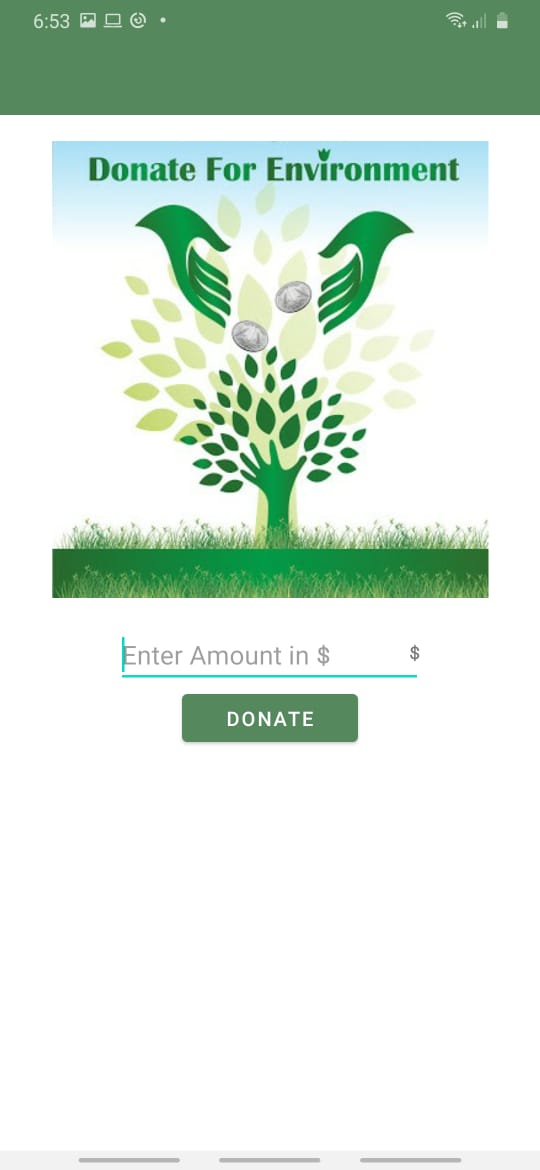 6:53
Donate For Environment
Enter Amount in $ $
DONATE